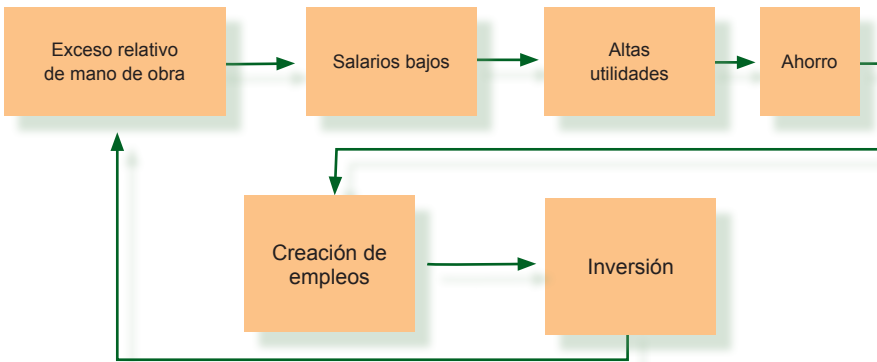 Exceso relativo
de mano de obra
Salarios bajos
Altas
utilidades
Ahorro
Creación de
empleos
Inversión